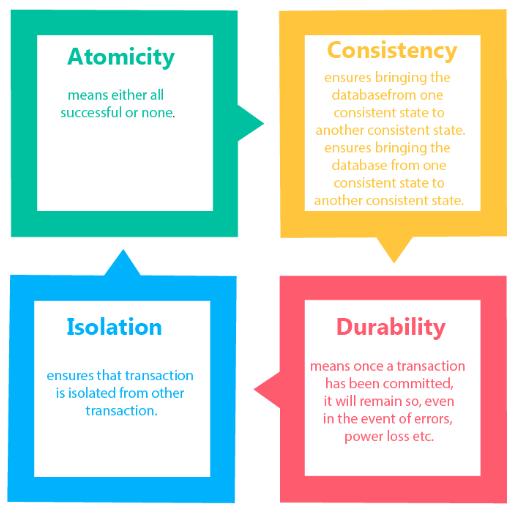 Atomicity
means either all
successful or none.
Consistency
ensures bringing the
databasefrom one
consistent state to
another consistent state.
ensures bringing the
database from one
consistent state to
another consistent state.
Isolation
ensures that transaction
is isolated from other
transaction.
Durability
means once a transaction
has been committed,
it will remain so, even
in the event of errors,
power loss etc.